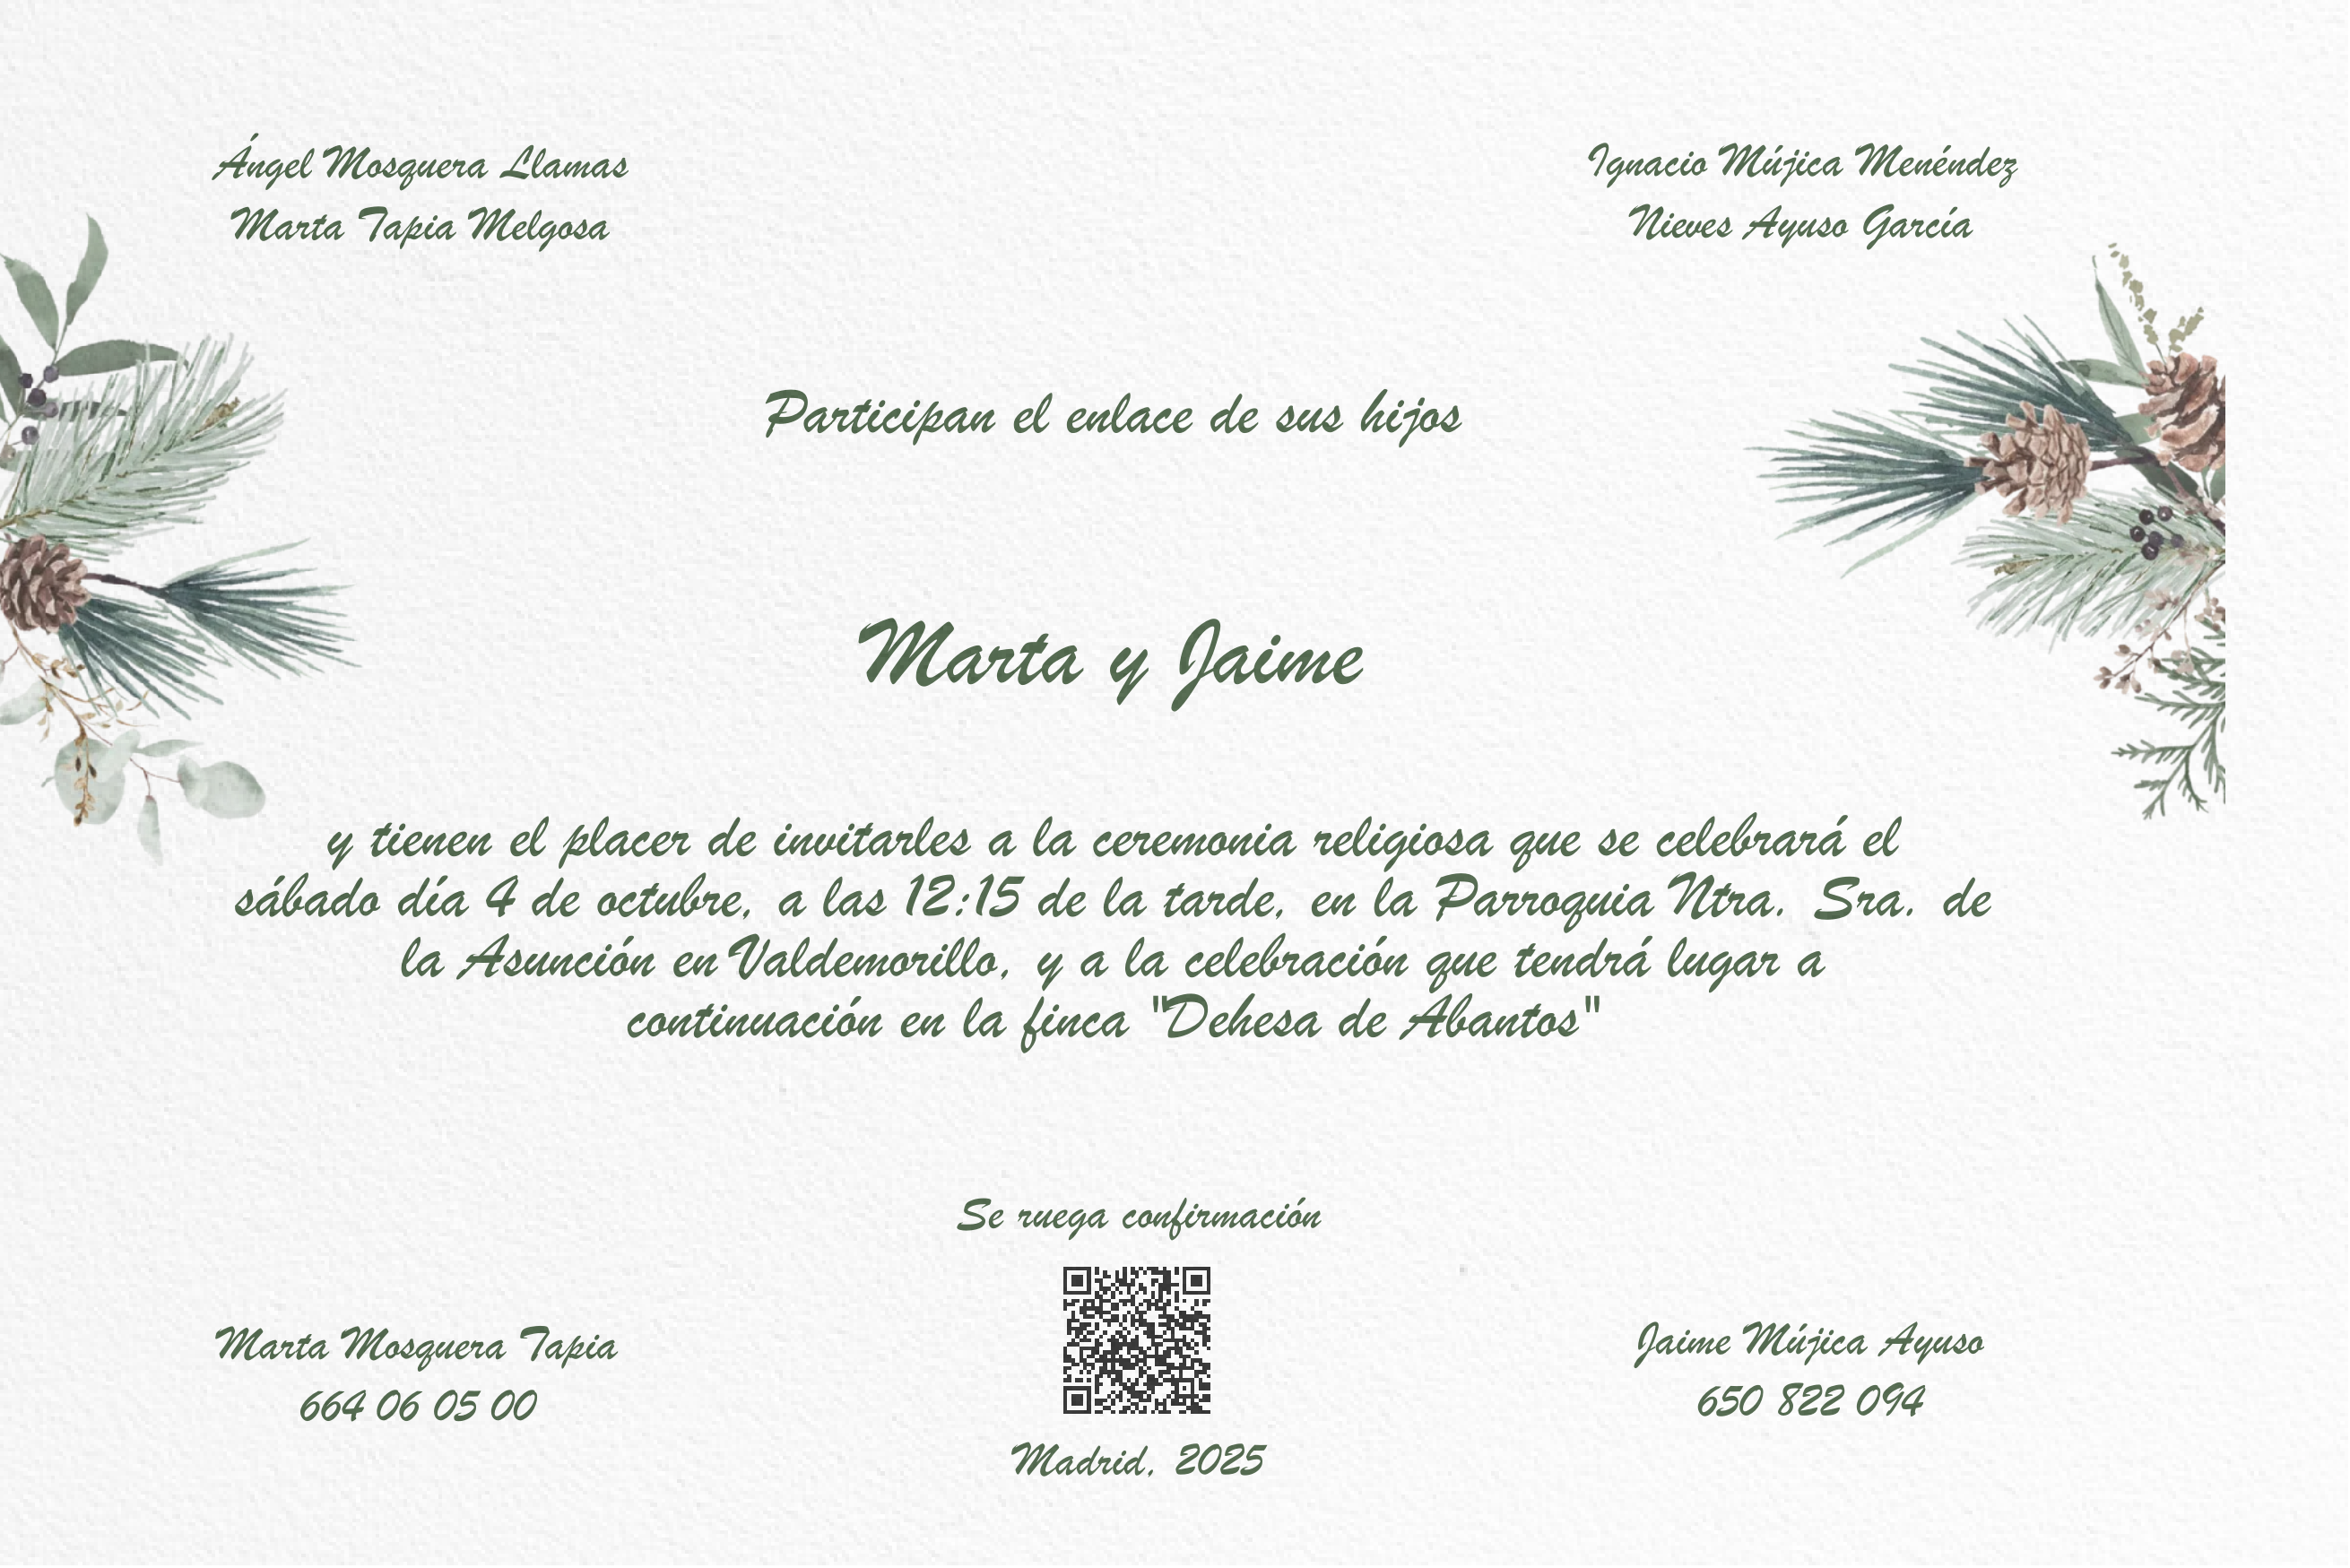 Ángel Mosquera Llamas
Marta Tapia Melgosa
Ignacio Mújica Menéndez
Nieves Ayuso García
Participan el enlace de sus hijos
Marta y Jaime
y tienen el placer de invitarles a la ceremonia religiosa que se celebrará el
sábado día 4 de octubre, a las 12:15 de la tarde, en la Parroquia Ntra. Sra. de
la Asunción en Valdemorillo, y a la celebración que tendrá lugar a
continuación en la finca "Dehesa de Abantos"
Se ruega confirmación
Marta Mosquera Tapia
664 06 05 00
Jaime Mújica Ayuso
650 822 094
Madrid, 2025